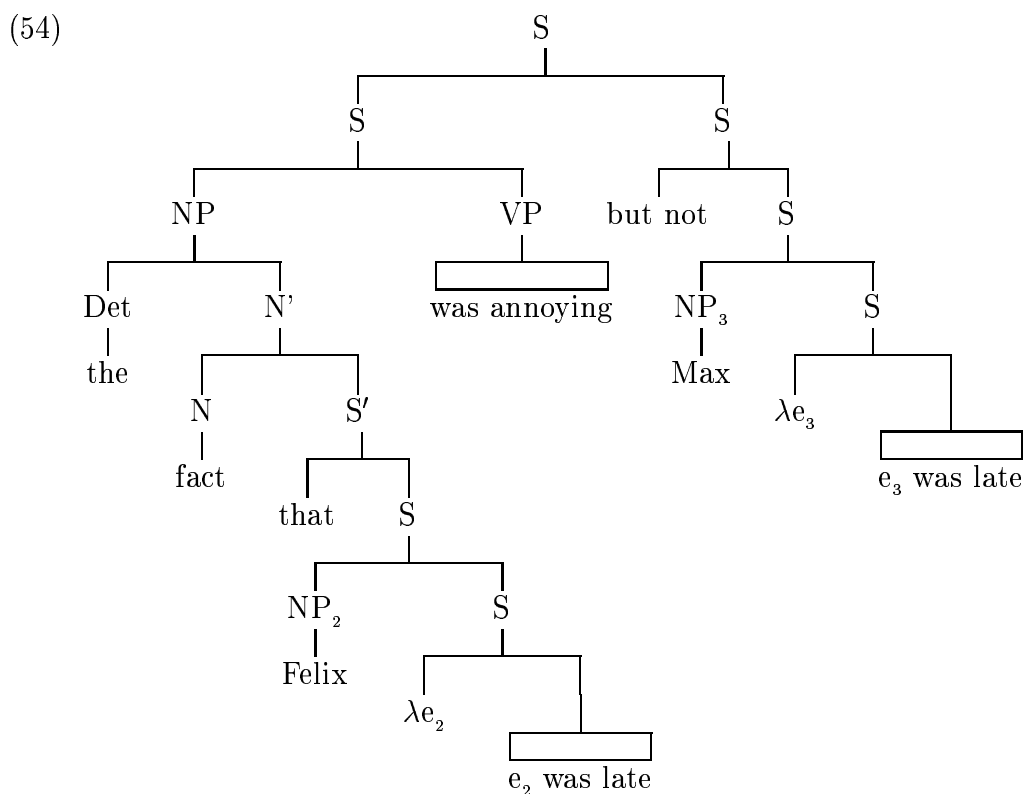 (54) S
S S
NP VP but not S
Det N' was annoying NP₃ S
the Max
N S′ λe₃
fact e₃ was late
that S
NP₂ S
Felix
λe₂
e₂ was late